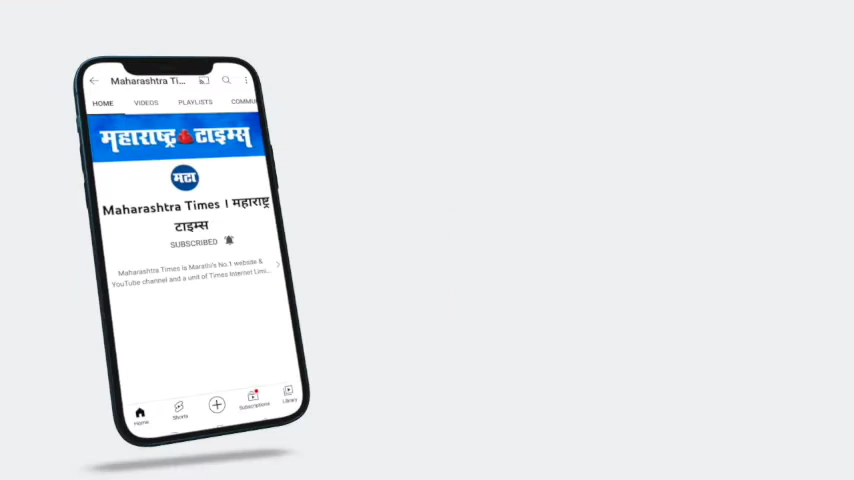 Maharashtra Ti...
HOME VIDEOS PLAYLISTS COMMU
महाराष्ट्र टाइम्स
मटा
Maharashtra Times । महाराष्ट्र
टाइम्स
SUBSCRIBED
Maharashtra Times is Marathi's No.1 website &
YouTube channel and a unit of Times Internet Limi...
Home Shorts Subscriptions Library